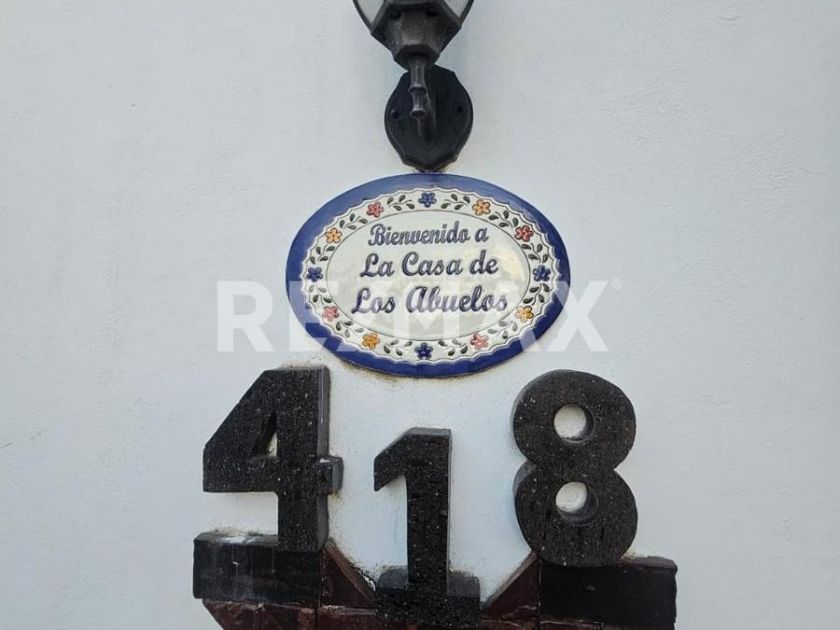 Bienvenido a
La Casa de
Los Abuelos
RE/MAX®
418